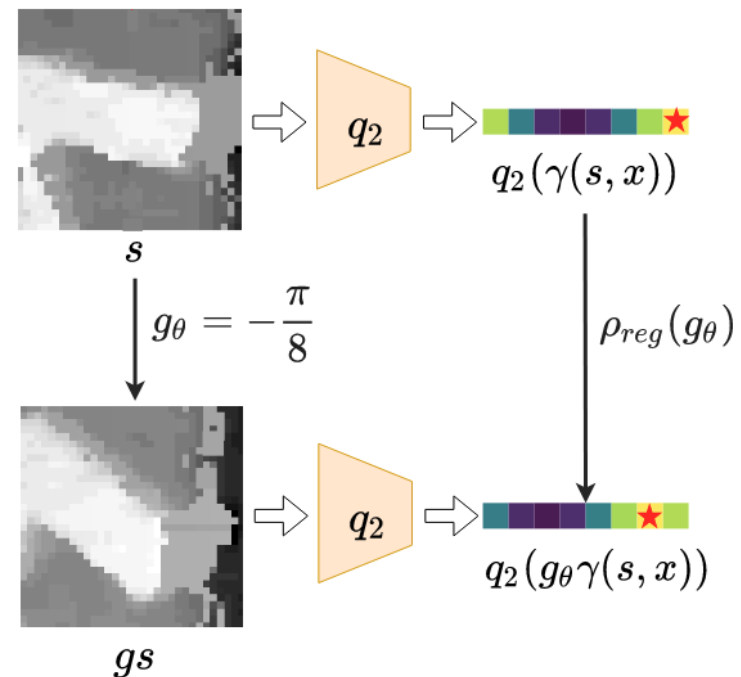 q₂
q₂(γ(s, x))
s
g_θ = −π/8
ρ_reg(g_θ)
q₂
q₂(g_θγ(s, x))
gs